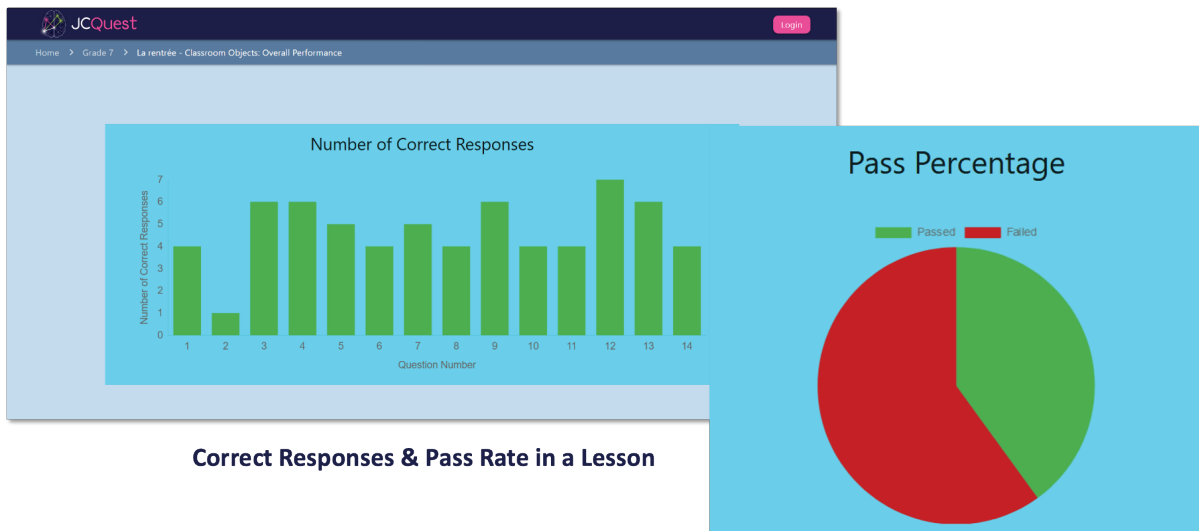 JCQuest
Login
Home > Grade 7 > La rentrée - Classroom Objects: Overall Performance
Number of Correct Responses
7
6
5
4
3
2
1
0
Number of Correct Responses
1 2 3 4 5 6 7 8 9 10 11 12 13 14
Question Number
Pass Percentage
Passed Failed
Correct Responses & Pass Rate in a Lesson